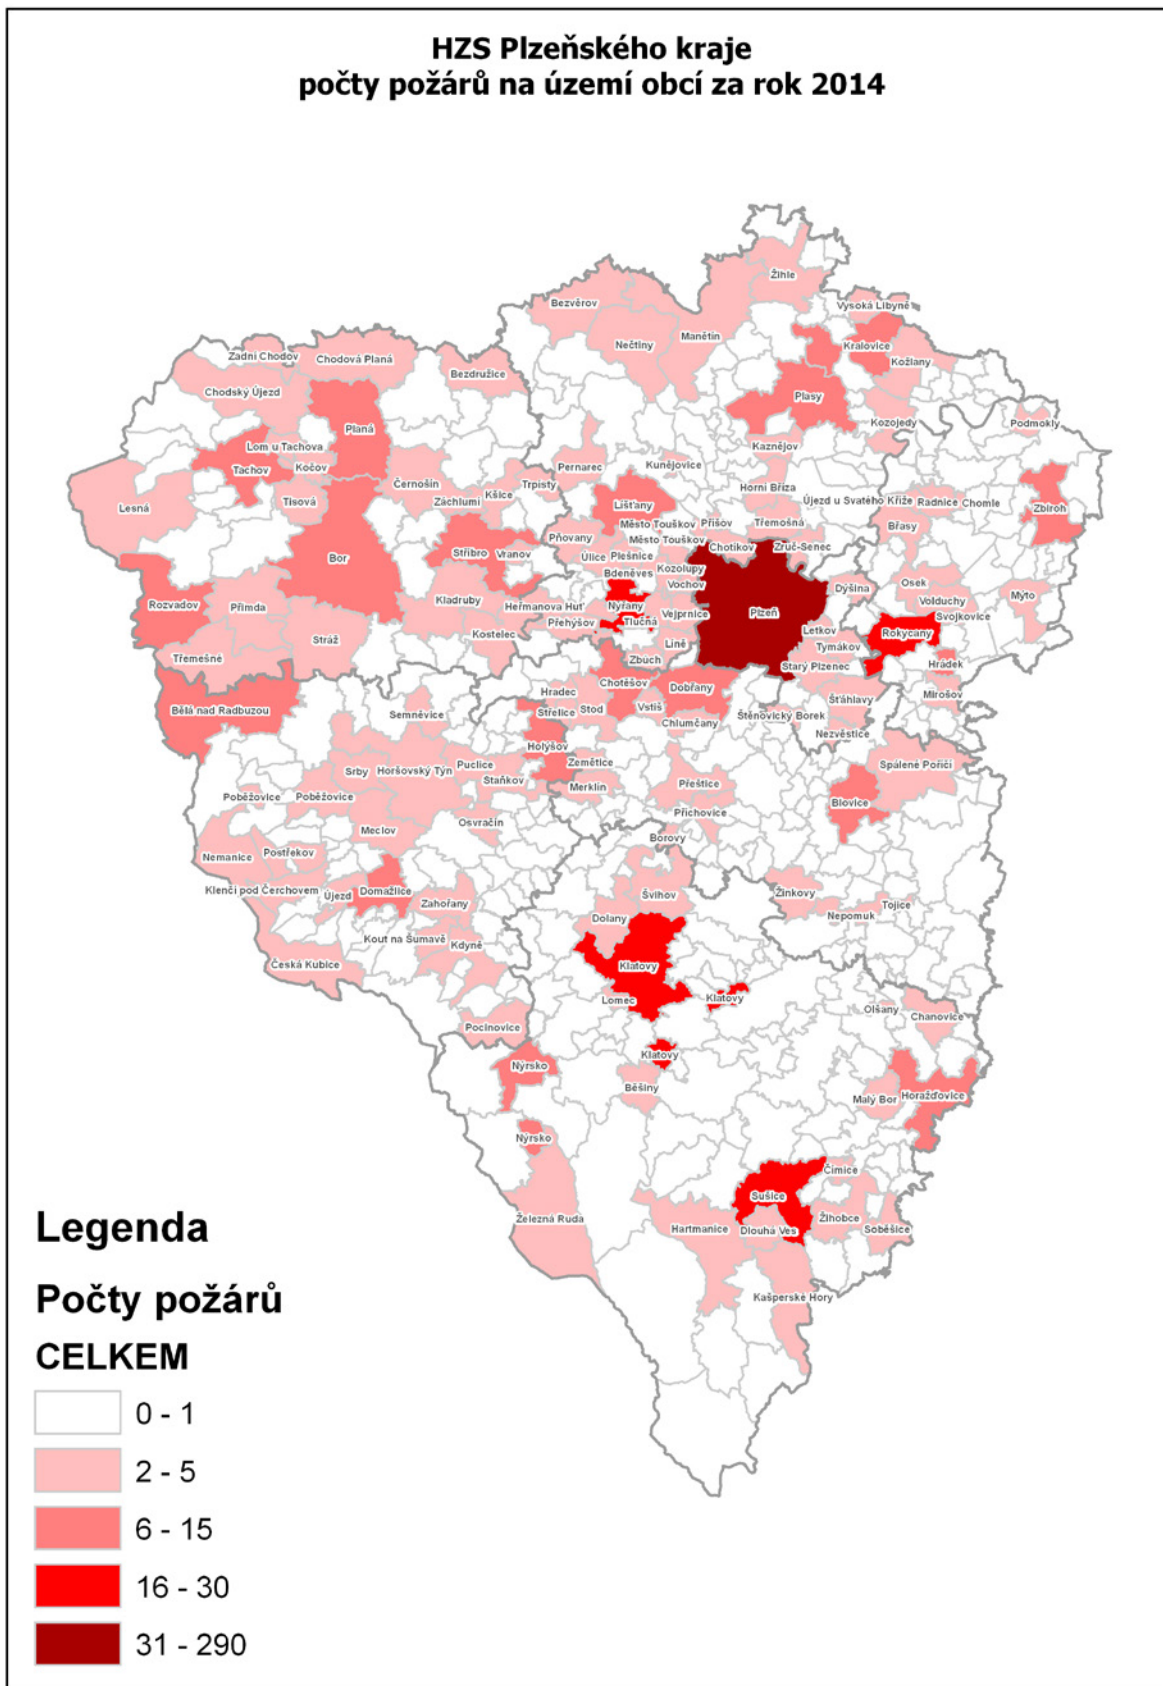 HZS Plzeňského kraje
počty požárů na území obcí za rok 2014
Žihle
Bezvěrov
Vysoká Libyně
Manětín
Nečtiny
Kralovice
Kožlany
Zadní Chodov
Chodová Planá
Bezdružice
Chodský Újezd
Plasy
Kozojedy
Podmokly
Planá
Lom u Tachova
Kaznějov
Tachov
Kočov
Pernarec
Kunějovice
Černošín
Trpísty
Horní Bříza
Lesná
Tisová
Záchlumí
Kšice
Lišťany
Újezd u Svatého Kříže
Radnice
Chomle
Zbiroh
Město Touškov
Příšov
Třemošná
Břasy
Bor
Stříbro
Vranov
Pňovany
Město Touškov
Chotíkov
Zruč-Senec
Úlice
Plešnice
Kozolupy
Bdeněves
Vochov
Dýšina
Osek
Rozvadov
Přimda
Kladruby
Heřmanova Huť
Nýřany
Vejprnice
Plzeň
Volduchy
Mýto
Přehýšov
Tlučná
Svojkovice
Stráž
Kostelec
Líně
Letkov
Rokycany
Třemešné
Zbůch
Tymákov
Starý Plzenec
Hrádek
Bělá nad Radbuzou
Chotěšov
Dobřany
Mirošov
Hradec
Šťáhlavy
Semněvice
Střelice
Stod
Vstiš
Štěnovický Borek
Chlumčany
Nezvěstice
Holýšov
Zemětice
Spálené Poříčí
Srby
Horšovský Týn
Puclice
Staňkov
Přeštice
Merklín
Poběžovice
Poběžovice
Blovice
Příchovice
Osvračín
Meclov
Borovy
Nemanice
Postřekov
Klenčí pod Čerchovem
Újezd
Domažlice
Švihov
Žinkovy
Zahořany
Tojice
Dolany
Nepomuk
Kout na Šumavě
Kdyně
Česká Kubice
Klatovy
Lomec
Klatovy
Olšany
Chanovice
Pocinovice
Klatovy
Nýrsko
Běšiny
Malý Bor
Horažďovice
Nýrsko
Čímice
Sušice
Železná Ruda
Hartmanice
Dlouhá Ves
Žihobce
Soběšice
Kašperské Hory
Legenda
Počty požárů
CELKEM
0 - 1
2 - 5
6 - 15
16 - 30
31 - 290